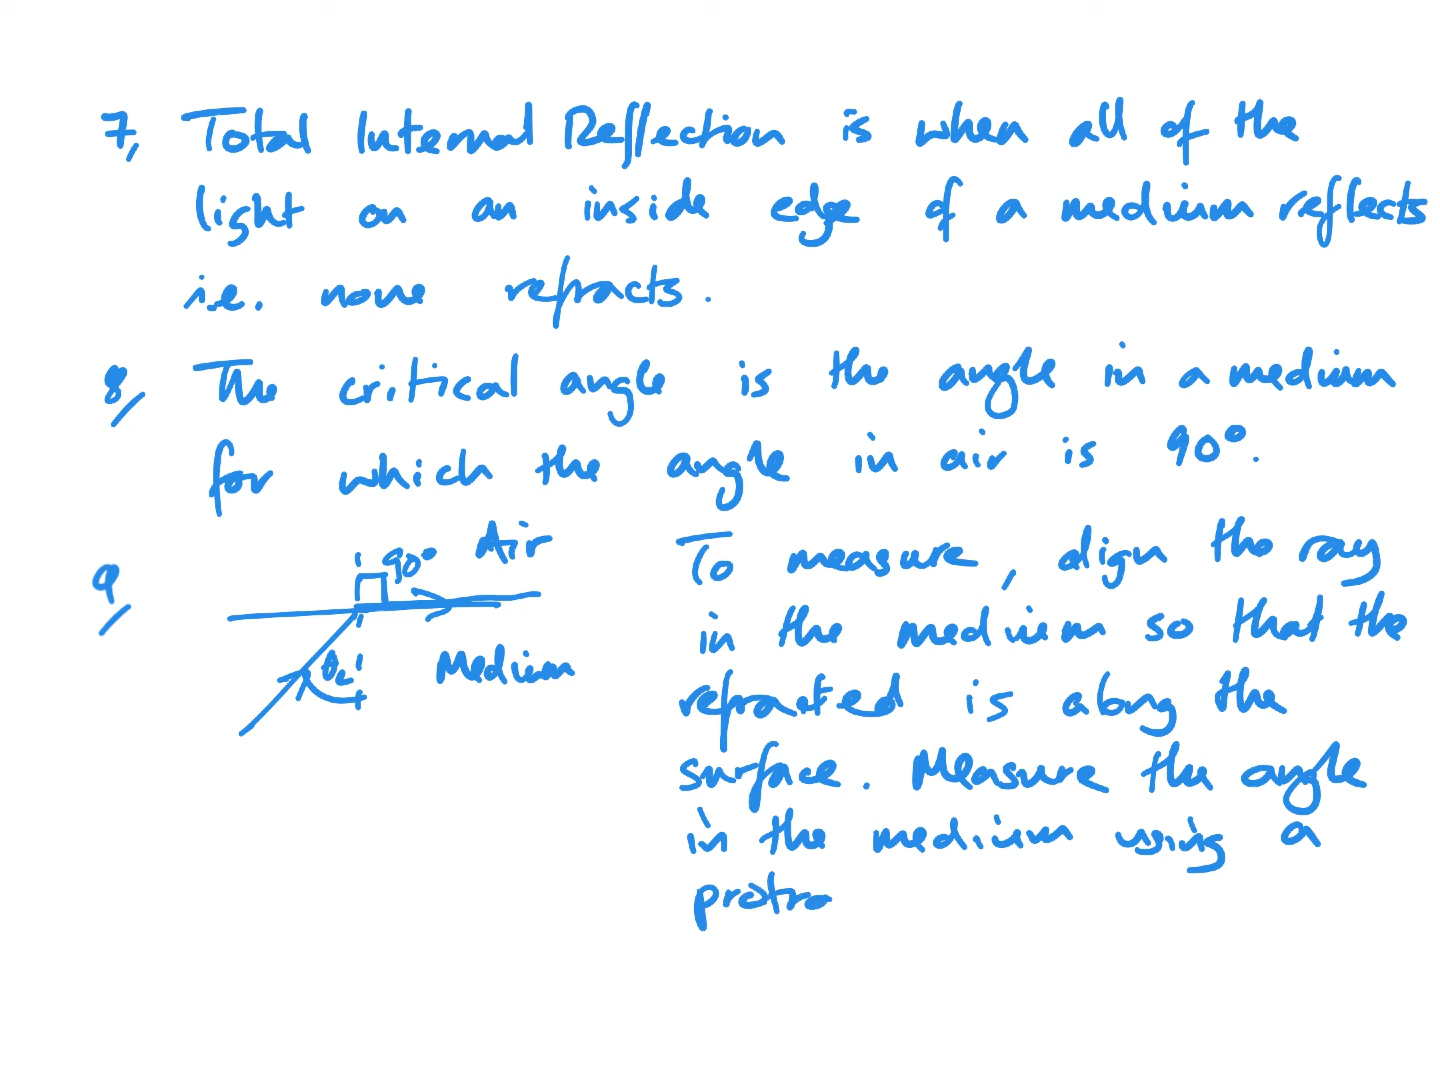 7, Total Internal Reflection is when all of the
light on an inside edge of a medium reflects
i.e. none refracts.
8, The critical angle is the angle in a medium
for which the angle in air is 90°.
9,
90° Air
θc Medium
To measure, align the ray
in the medium so that the
refracted is along the
surface. Measure the angle
in the medium using a
protra